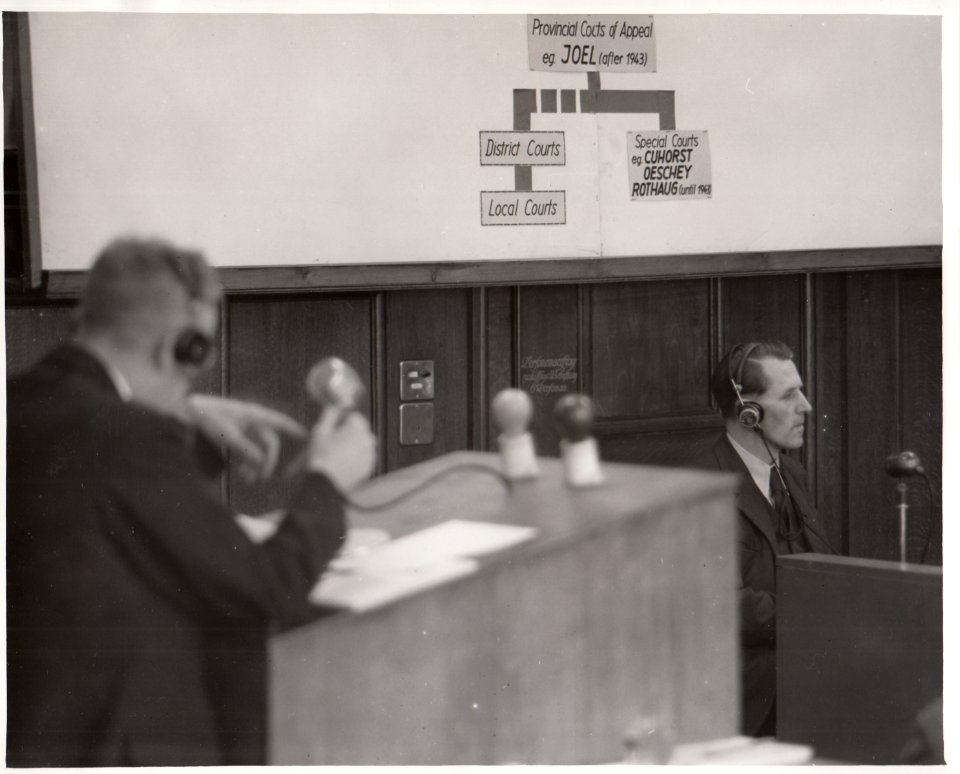 Provincial Cocts of Appeal
eg. JOEL (after 1943)
District Courts
Special Courts
eg. CUHORST
OESCHEY
ROTHAUG (until 1943)
Local Courts